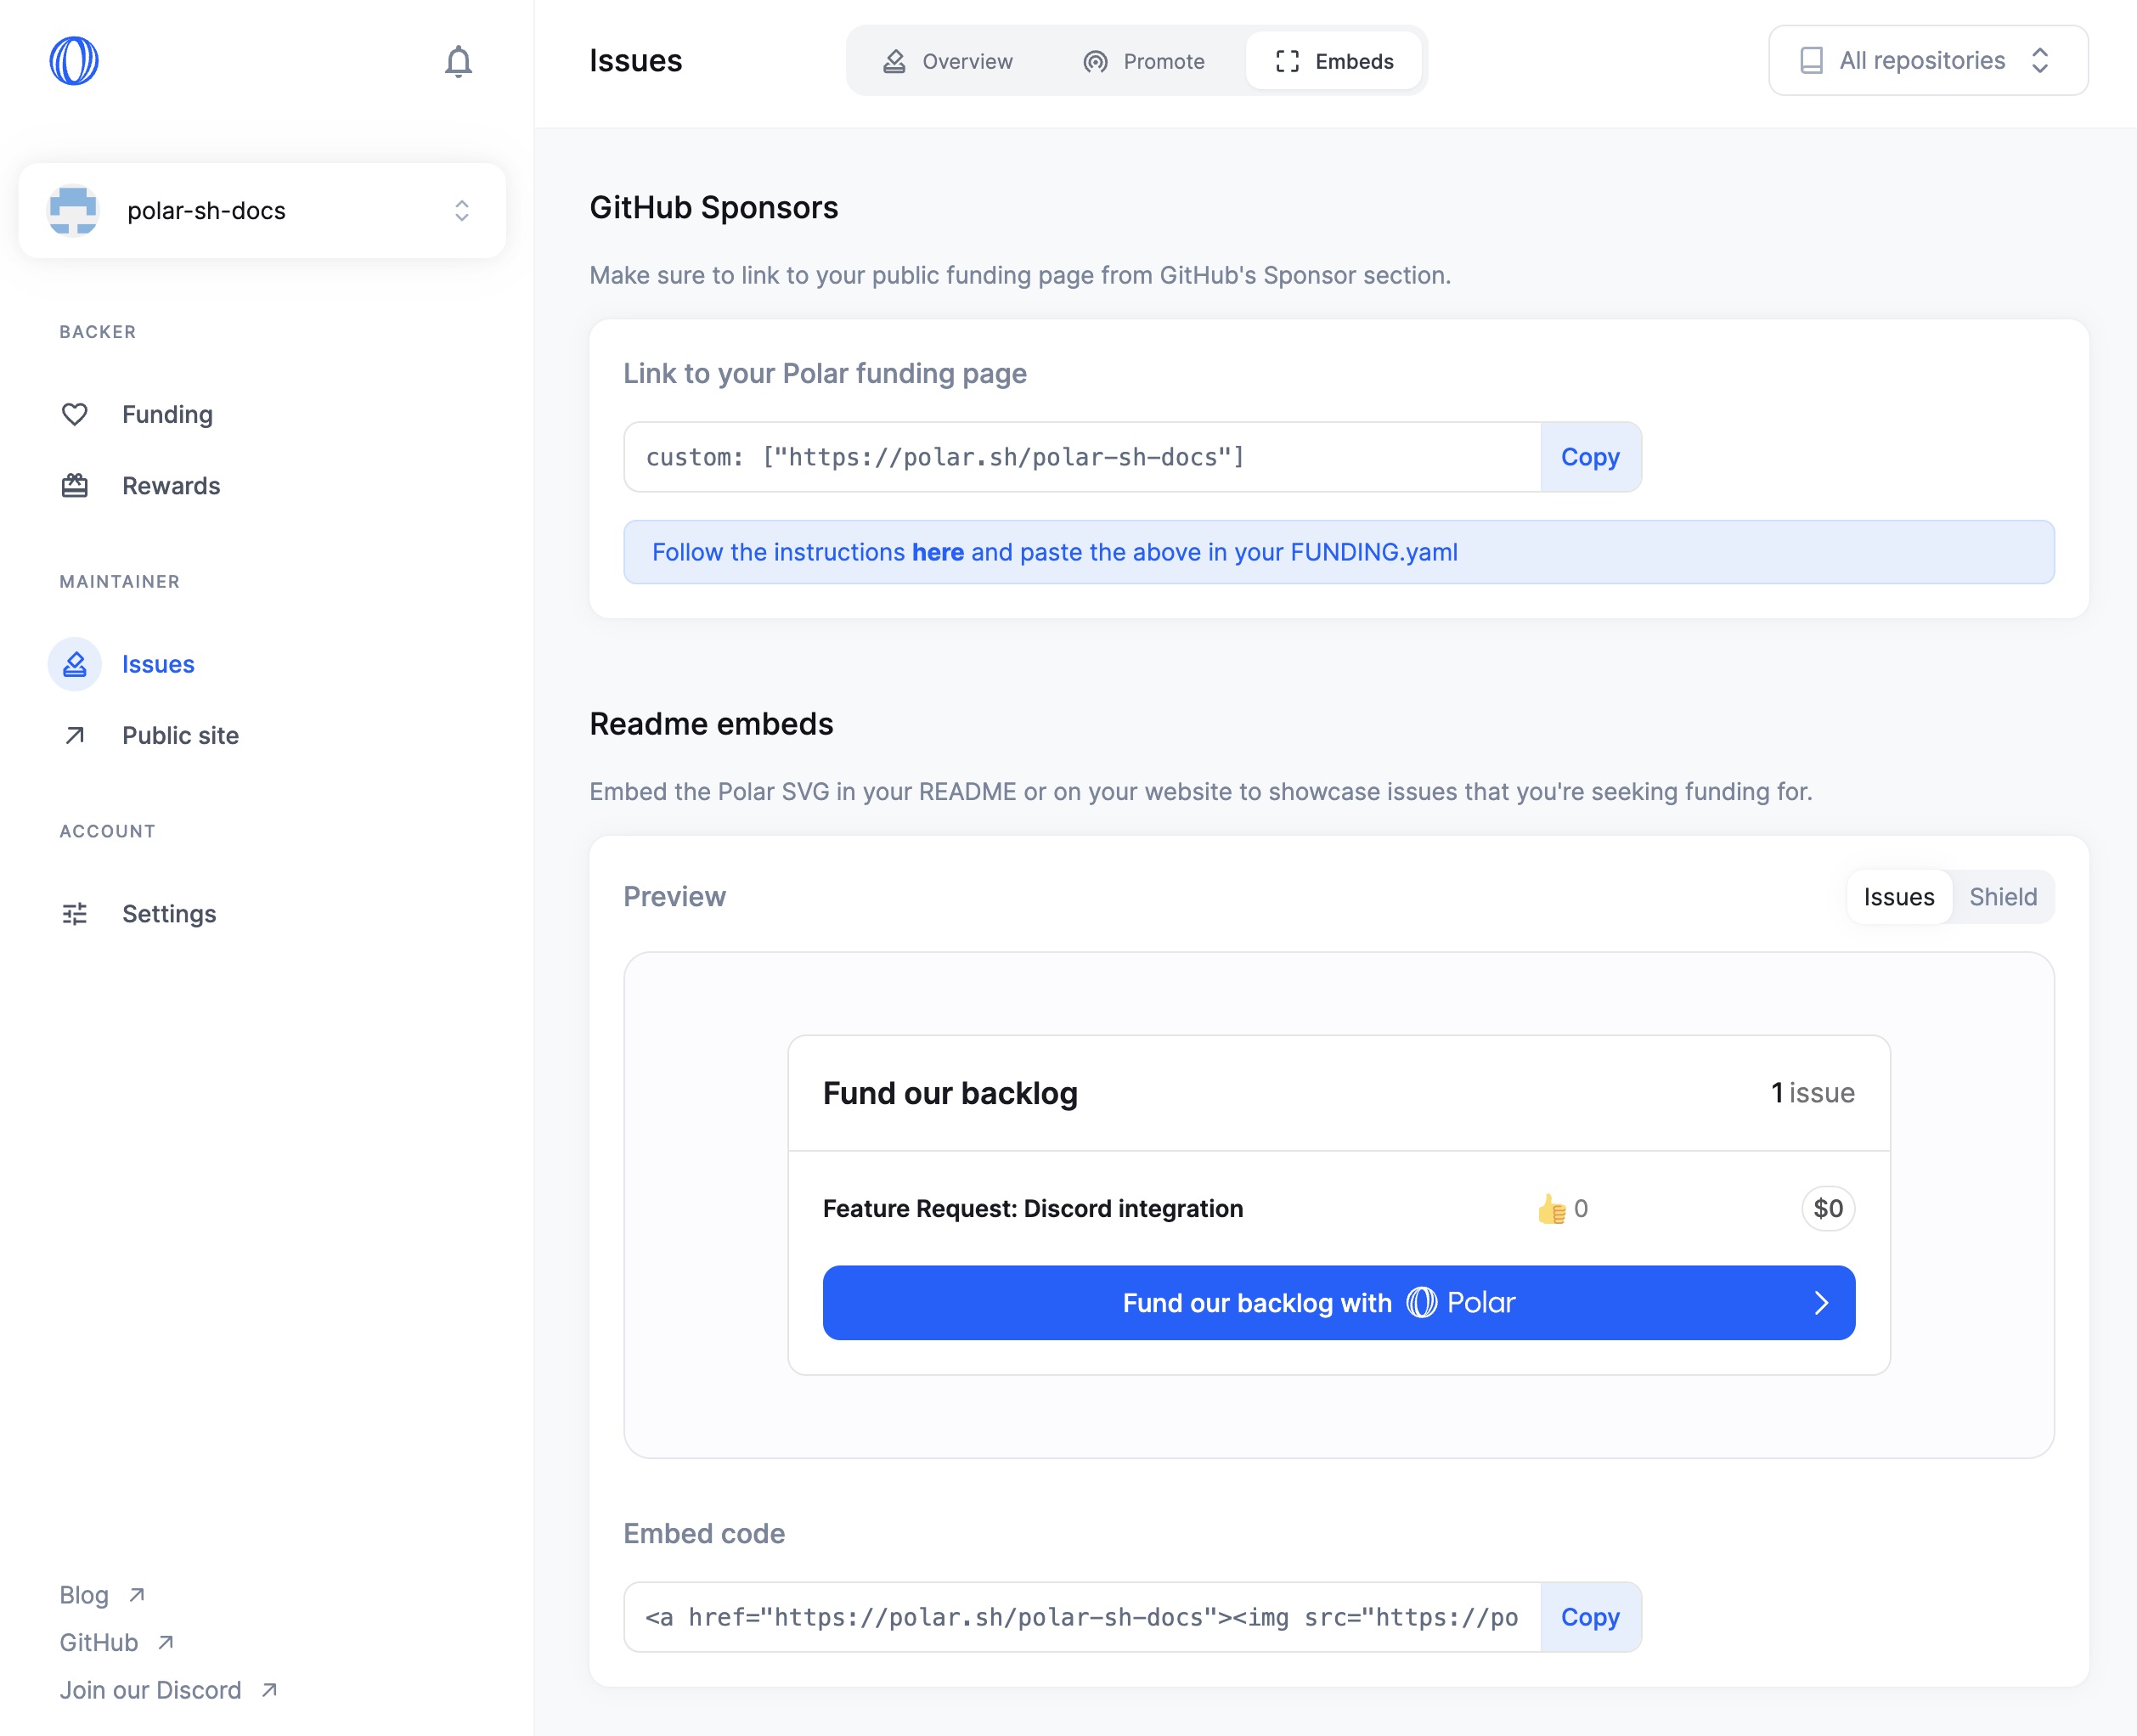 Issues
Overview
Promote
Embeds
All repositories
polar-sh-docs
BACKER
Funding
Rewards
MAINTAINER
Issues
Public site
ACCOUNT
Settings
Blog
GitHub
Join our Discord
GitHub Sponsors
Make sure to link to your public funding page from GitHub's Sponsor section.
Link to your Polar funding page
custom: ["https://polar.sh/polar-sh-docs"]
Copy
Follow the instructions here and paste the above in your FUNDING.yaml
Readme embeds
Embed the Polar SVG in your README or on your website to showcase issues that you're seeking funding for.
Preview
Issues
Shield
Fund our backlog
1 issue
Feature Request: Discord integration
0
$0
Fund our backlog with Polar
Embed code
<a href="https://polar.sh/polar-sh-docs"><img src="https://po
Copy